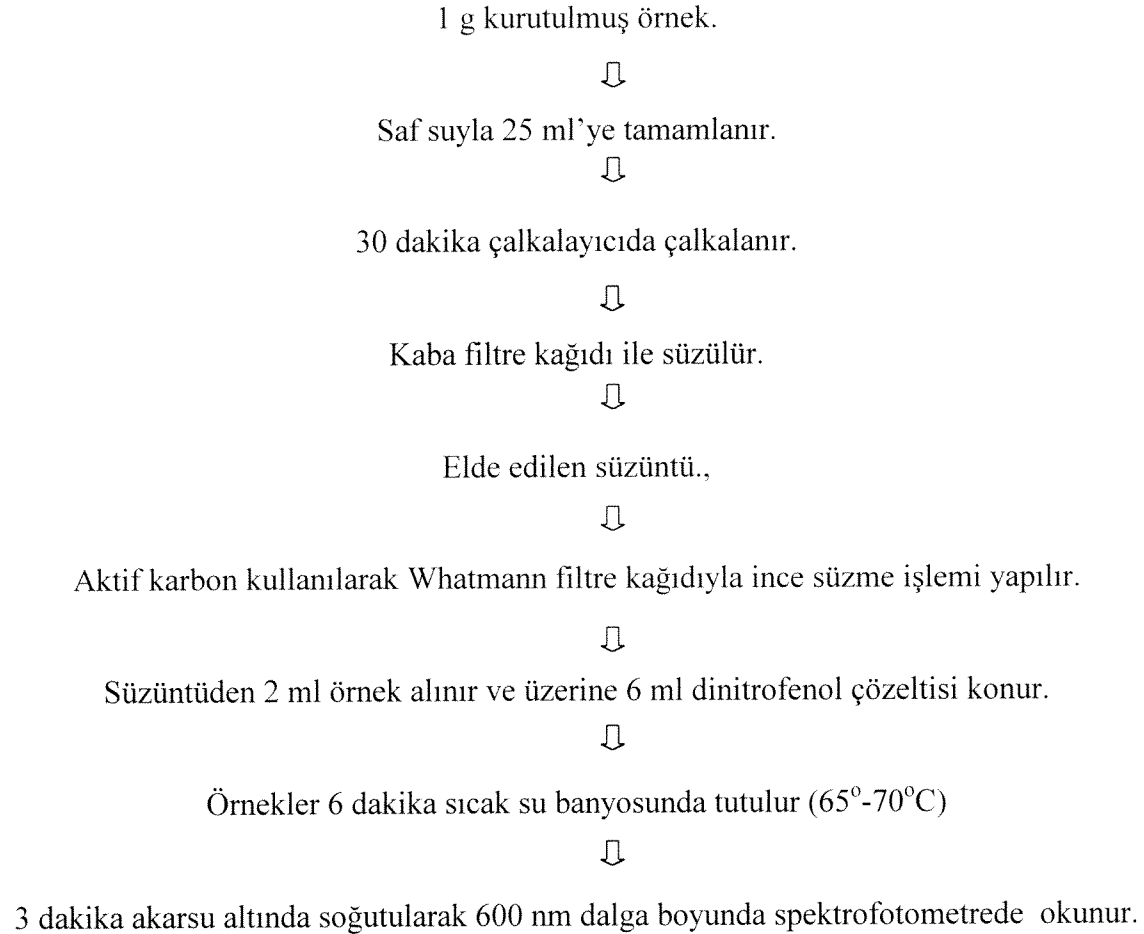 1 g kurutulmuş örnek.
⇩
Saf suyla 25 ml’ye tamamlanır.
⇩
30 dakika çalkalayıcıda çalkalanır.
⇩
Kaba filtre kağıdı ile süzülür.
⇩
Elde edilen süzüntü.,
⇩
Aktif karbon kullanılarak Whatmann filtre kağıdıyla ince süzme işlemi yapılır.
⇩
Süzüntüden 2 ml örnek alınır ve üzerine 6 ml dinitrofenol çözeltisi konur.
⇩
Örnekler 6 dakika sıcak su banyosunda tutulur (65°-70°C)
⇩
3 dakika akarsu altında soğutularak 600 nm dalga boyunda spektrofotometrede okunur.